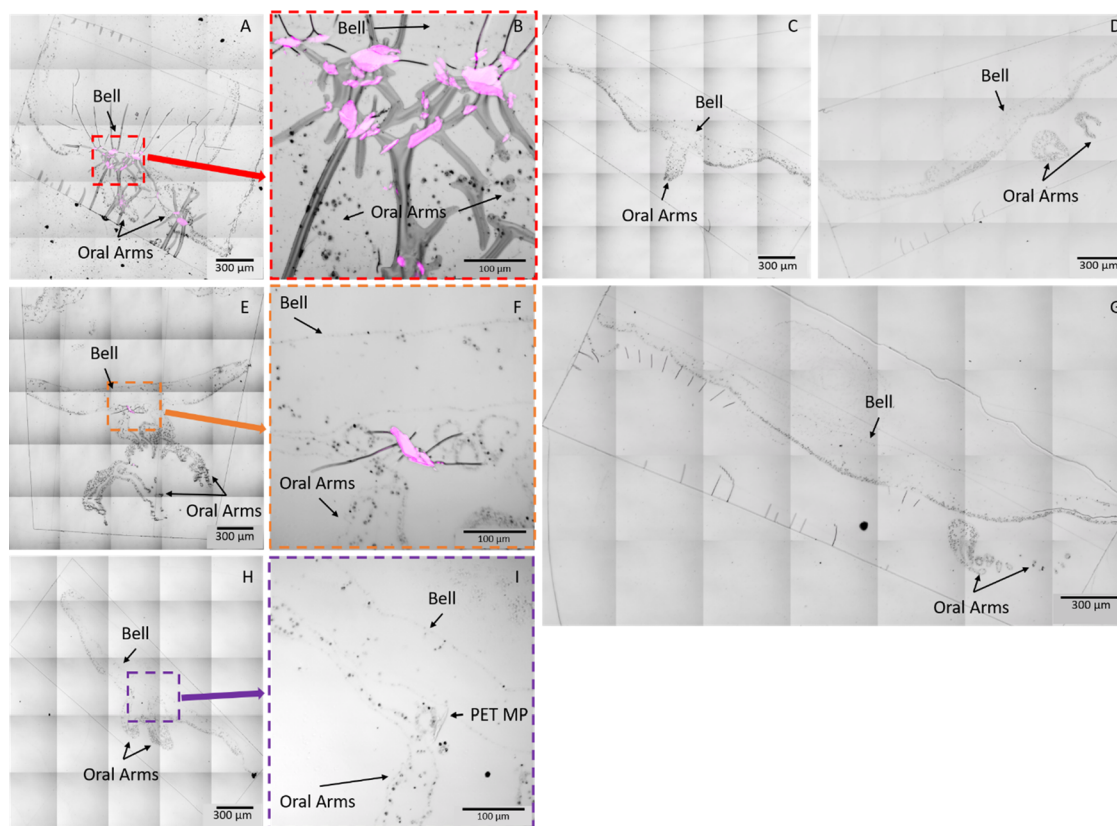 A
Bell
Oral Arms
300 μm
B
Bell
Oral Arms
100 μm
C
Bell
Oral Arms
300 μm
D
Bell
Oral Arms
300 μm
E
Bell
Oral Arms
300 μm
F
Bell
Oral Arms
100 μm
G
Bell
Oral Arms
300 μm
H
Bell
Oral Arms
300 μm
I
Bell
PET MP
Oral Arms
100 μm